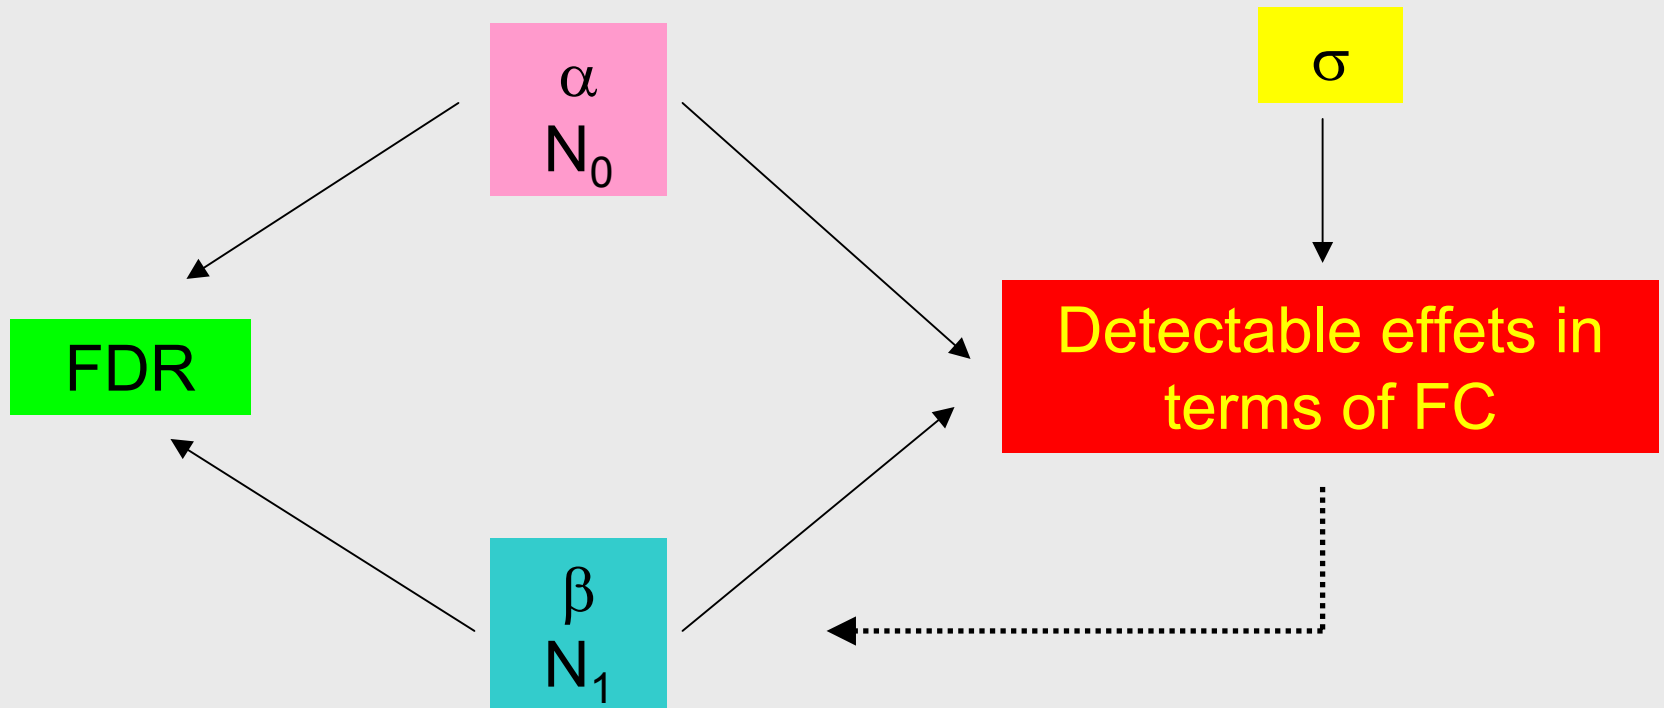 α
N₀
σ
FDR
Detectable effets in
terms of FC
β
N₁